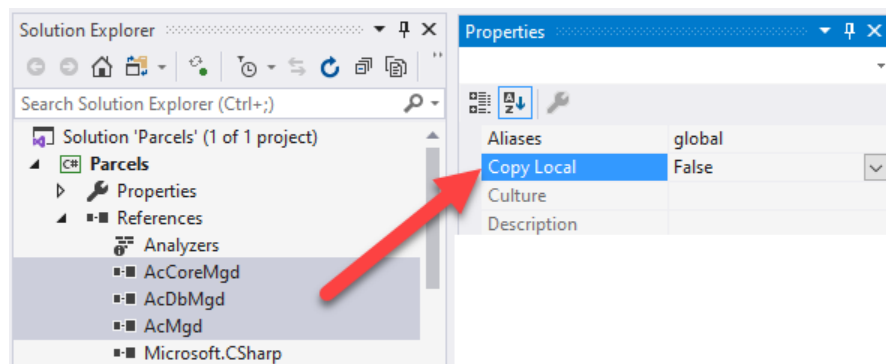 Solution Explorer
Search Solution Explorer (Ctrl+;)
Solution 'Parcels' (1 of 1 project)
C# Parcels
Properties
References
Analyzers
AcCoreMgd
AcDbMgd
AcMgd
Microsoft.CSharp
Properties
Aliases global
Copy Local False
Culture
Description